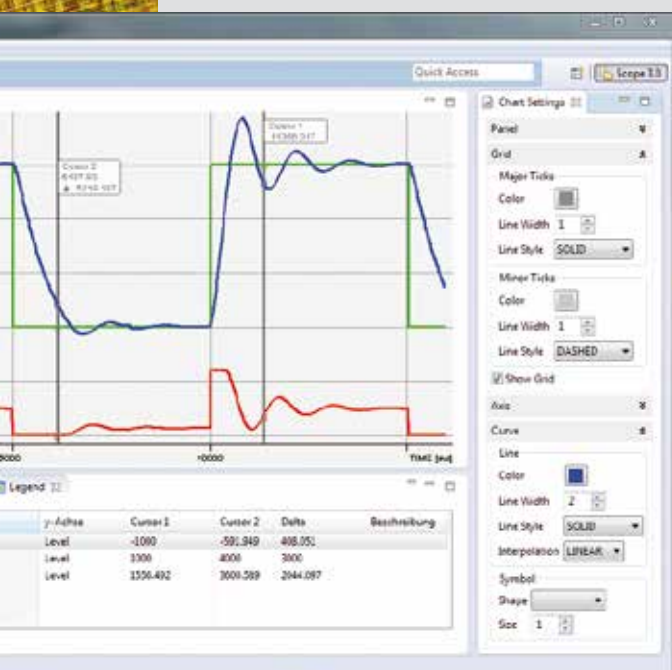 Quick Access
Scope 3.0
Chart Settings
Panel
Grid
Major Ticks
Color
Line Width 1
Line Style SOLID
Minor Ticks
Color
Line Width 1
Line Style DASHED
Show Grid
Axis
Curve
Line
Color
Line Width 2
Line Style SOLID
Interpolation LINEAR
Symbol
Shape
Size 1
Cursor 1
Cursor 2
TIME
Legend
y-Achse Cursor 1 Cursor 2 Delta Beschreibung
Level -1000 -591.949 408.051
Level 1000 4000 3000
Level 1556.492 3600.589 2044.097